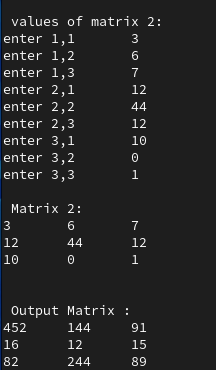 values of matrix 2:
enter 1,1 3
enter 1,2 6
enter 1,3 7
enter 2,1 12
enter 2,2 44
enter 2,3 12
enter 3,1 10
enter 3,2 0
enter 3,3 1
Matrix 2:
3 6 7
12 44 12
10 0 1
Output Matrix :
452 144 91
16 12 15
82 244 89